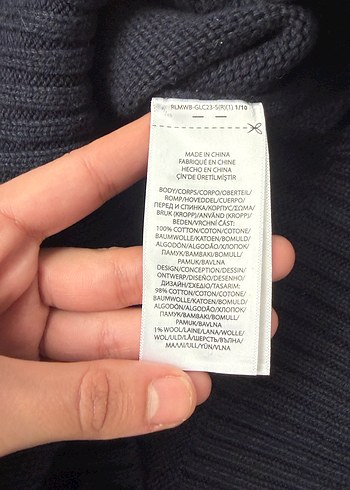 RLMWB-GLC23-S(R)(1) 1/10
MADE IN CHINA
FABRIQUÉ EN CHINE
HECHO EN CHINA
ÇİN'DE ÜRETİLMİŞTİR
BODY/CORPS/CORPO/OBERTEIL/
ROMP/HOVEDDEL/CUERPO/
ПЕРЕД И СПИНКА/КОРПУС/ΣΩΜΑ/
BRUK (KROPP)/ANVÄND (KROPP)/
BEDEN/VRCHNÍ ČÁST:
100% COTTON/COTON/COTONE/
BAUMWOLLE/KATOEN/BOMULD/
ALGODÓN/ALGODÃO/ХЛОПОК/
ПАМУК/ΒΑΜΒΑΚΙ/BOMULL/
PAMUK/BAVLNA
DESIGN/CONCEPTION/DESSIN/
ONTWERP/DISEÑO/DESENHO/
ДИЗАЙН/ΣΧΕΔΙΟ/TASARIM:
98% COTTON/COTON/COTONE/
BAUMWOLLE/KATOEN/BOMULD/
ALGODÓN/ALGODÃO/ХЛОПОК/
ПАМУК/ΒΑΜΒΑΚΙ/BOMULL/
PAMUK/BAVLNA
1% WOOL/LAINE/LANA/WOLLE/
WOL/ULD/LÃ/ШЕРСТЬ/ВЪЛНА/
ΜΑΛΛΙ/ULL/YÜN/VLNA